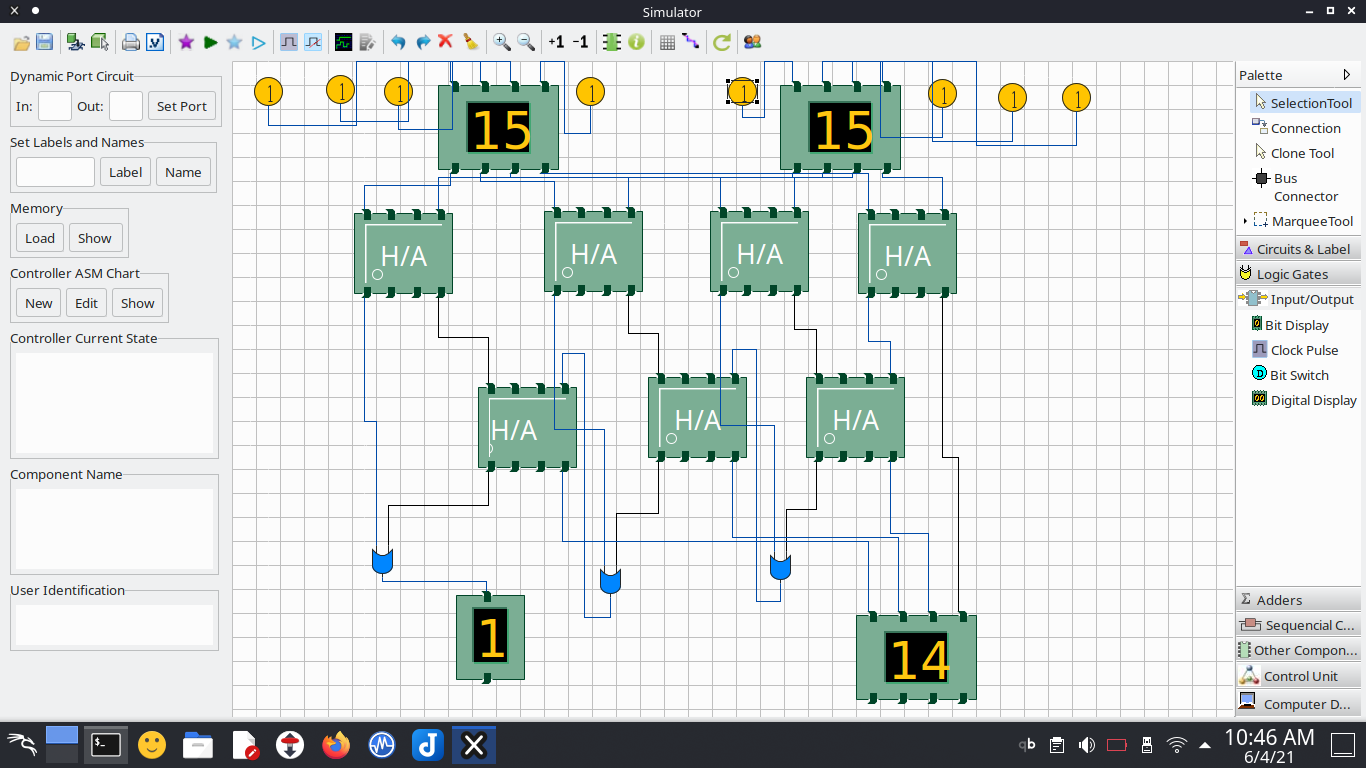 Simulator
+1 -1
Dynamic Port Circuit
In: Out: Set Port
Set Labels and Names
Label Name
Memory
Load Show
Controller ASM Chart
New Edit Show
Controller Current State
Component Name
User Identification
1 1 1 15 1 1 15 1 1 1
H/A H/A H/A H/A
H/A H/A H/A
1 14
Palette
SelectionTool
Connection
Clone Tool
Bus
Connector
MarqueeTool
Circuits & Label
Logic Gates
Input/Output
Bit Display
Clock Pulse
D Bit Switch
00 Digital Display
Σ Adders
Sequential C...
Other Compon...
Control Unit
Computer D...
qb 10:46 AM
6/4/21